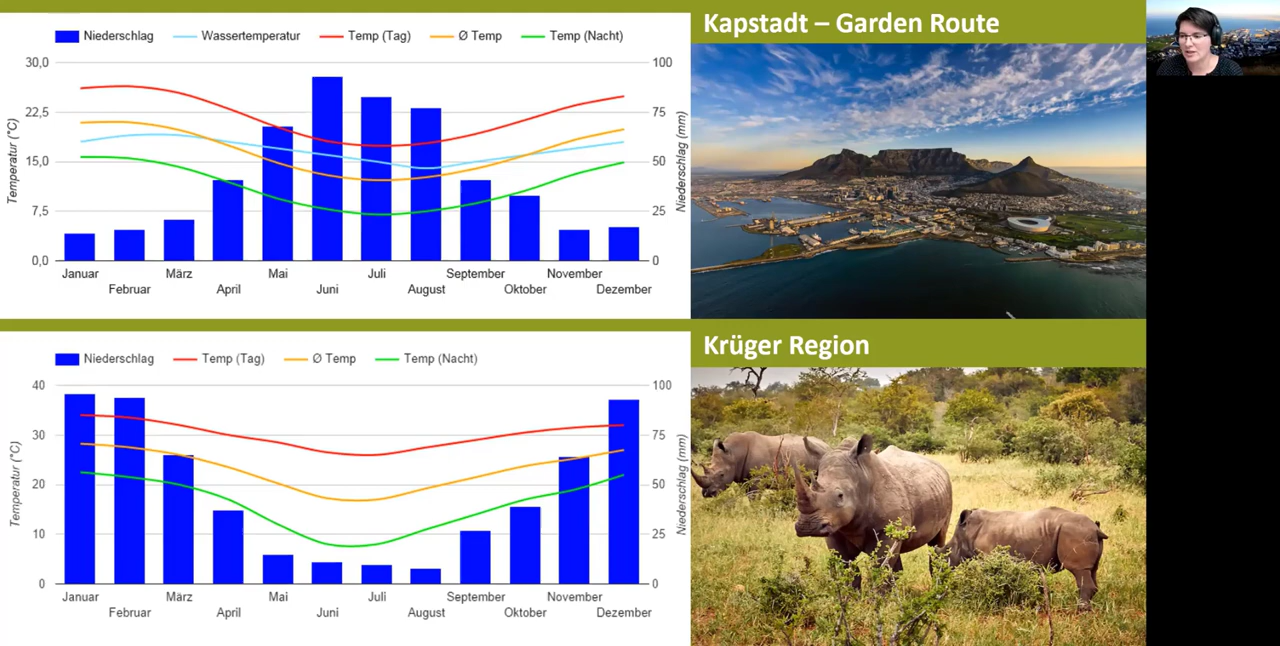 Niederschlag Wassertemperatur Temp (Tag) Ø Temp Temp (Nacht)
30,0 100
22,5 75
15,0 50
7,5 25
0,0 0
Temperatur (°C)
Niederschlag (mm)
Januar März Mai Juli September November
Februar April Juni August Oktober Dezember
Kapstadt – Garden Route
Niederschlag Temp (Tag) Ø Temp Temp (Nacht)
40 100
30 75
20 50
10 25
0 0
Temperatur (°C)
Niederschlag (mm)
Januar März Mai Juli September November
Februar April Juni August Oktober Dezember
Krüger Region